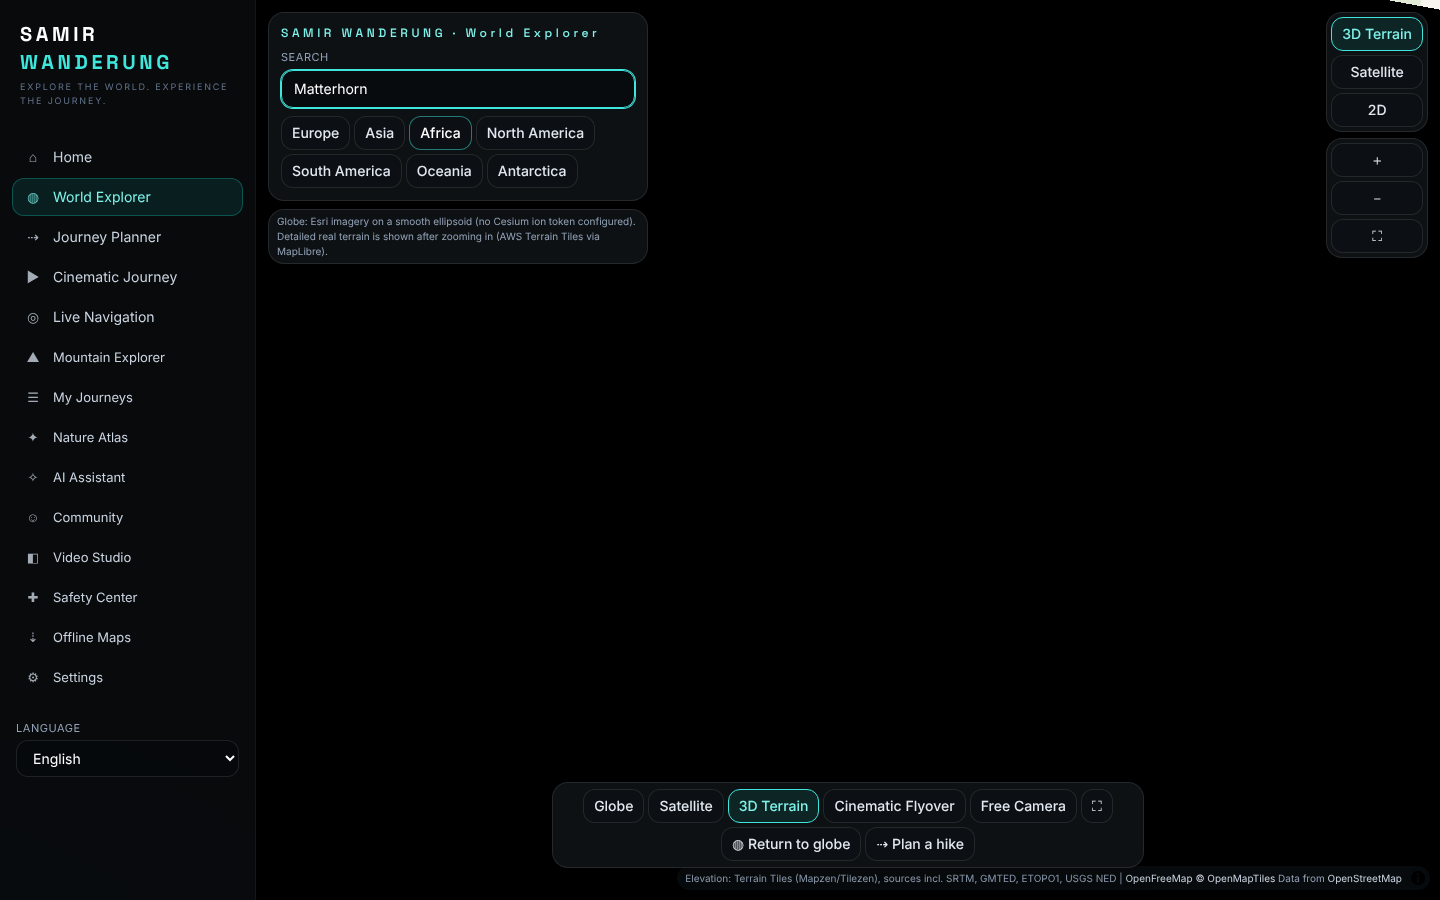 SAMIR
WANDERUNG
EXPLORE THE WORLD. EXPERIENCE
THE JOURNEY.
Home
World Explorer
Journey Planner
Cinematic Journey
Live Navigation
Mountain Explorer
My Journeys
Nature Atlas
AI Assistant
Community
Video Studio
Safety Center
Offline Maps
Settings
LANGUAGE
English
SAMIR WANDERUNG · World Explorer
SEARCH
Matterhorn
Europe Asia Africa North America
South America Oceania Antarctica
Globe: Esri imagery on a smooth ellipsoid (no Cesium ion token configured).
Detailed real terrain is shown after zooming in (AWS Terrain Tiles via
MapLibre).
3D Terrain
Satellite
2D
+
−
Globe Satellite 3D Terrain Cinematic Flyover Free Camera
Return to globe Plan a hike
Elevation: Terrain Tiles (Mapzen/Tilezen), sources incl. SRTM, GMTED, ETOPO1, USGS NED | OpenFreeMap © OpenMapTiles Data from OpenStreetMap